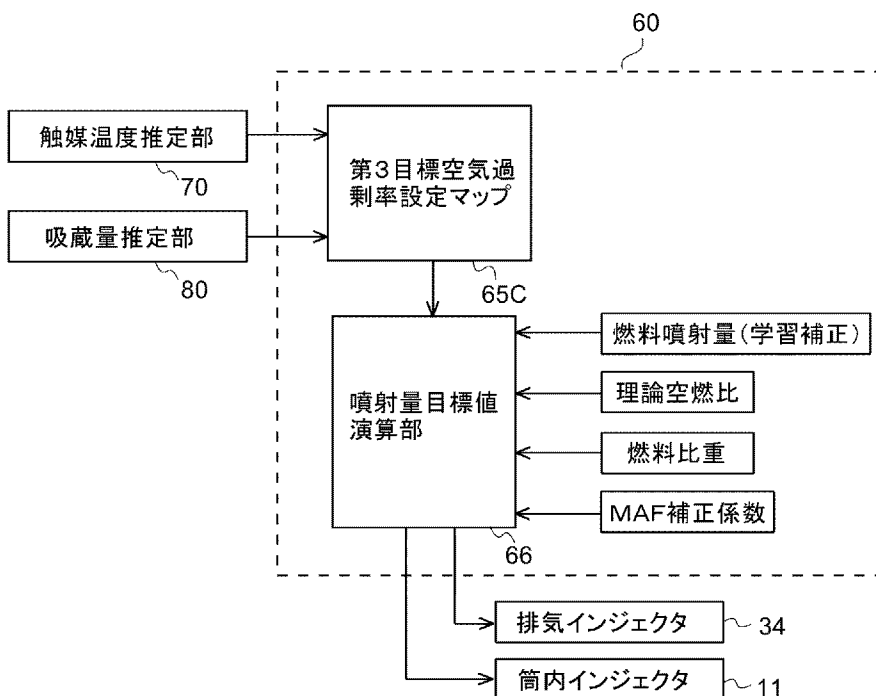 60
触媒温度推定部
70
吸蔵量推定部
80
第3目標空気過
剰率設定マップ
65C
噴射量目標値
演算部
66
燃料噴射量(学習補正)
理論空燃比
燃料比重
MAF補正係数
排気インジェクタ
34
筒内インジェクタ
11